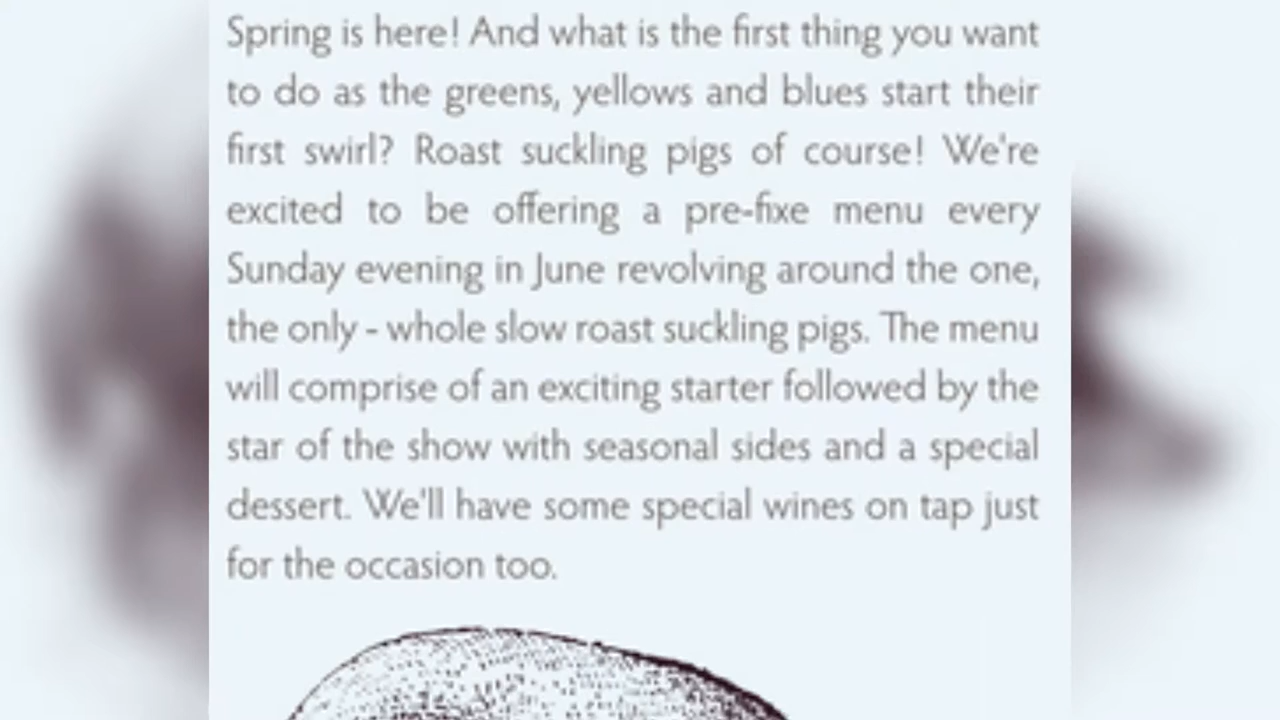 Spring is here! And what is the first thing you want
to do as the greens, yellows and blues start their
first swirl? Roast suckling pigs of course! We're
excited to be offering a pre-fixe menu every
Sunday evening in June revolving around the one,
the only - whole slow roast suckling pigs. The menu
will comprise of an exciting starter followed by the
star of the show with seasonal sides and a special
dessert. We'll have some special wines on tap just
for the occasion too.